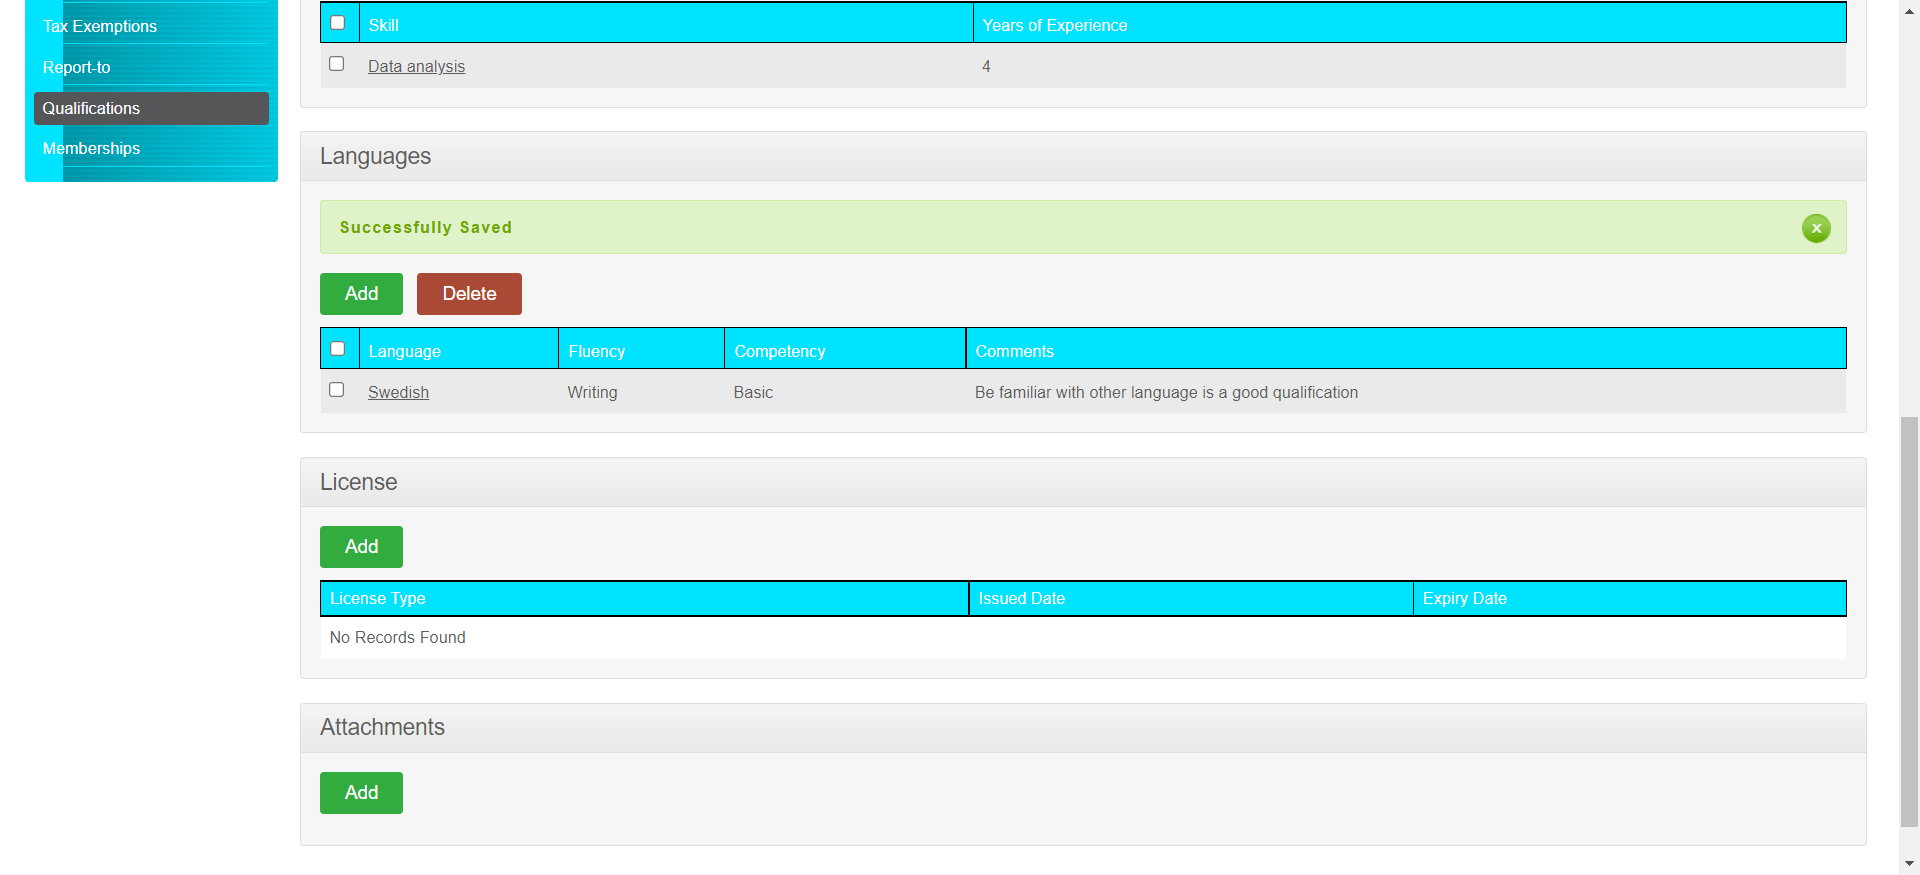 Tax Exemptions
Report-to
Qualifications
Memberships
Skill Years of Experience
Data analysis 4
Languages
Successfully Saved x
Add Delete
Language Fluency Competency Comments
Swedish Writing Basic Be familiar with other language is a good qualification
License
Add
License Type Issued Date Expiry Date
No Records Found
Attachments
Add